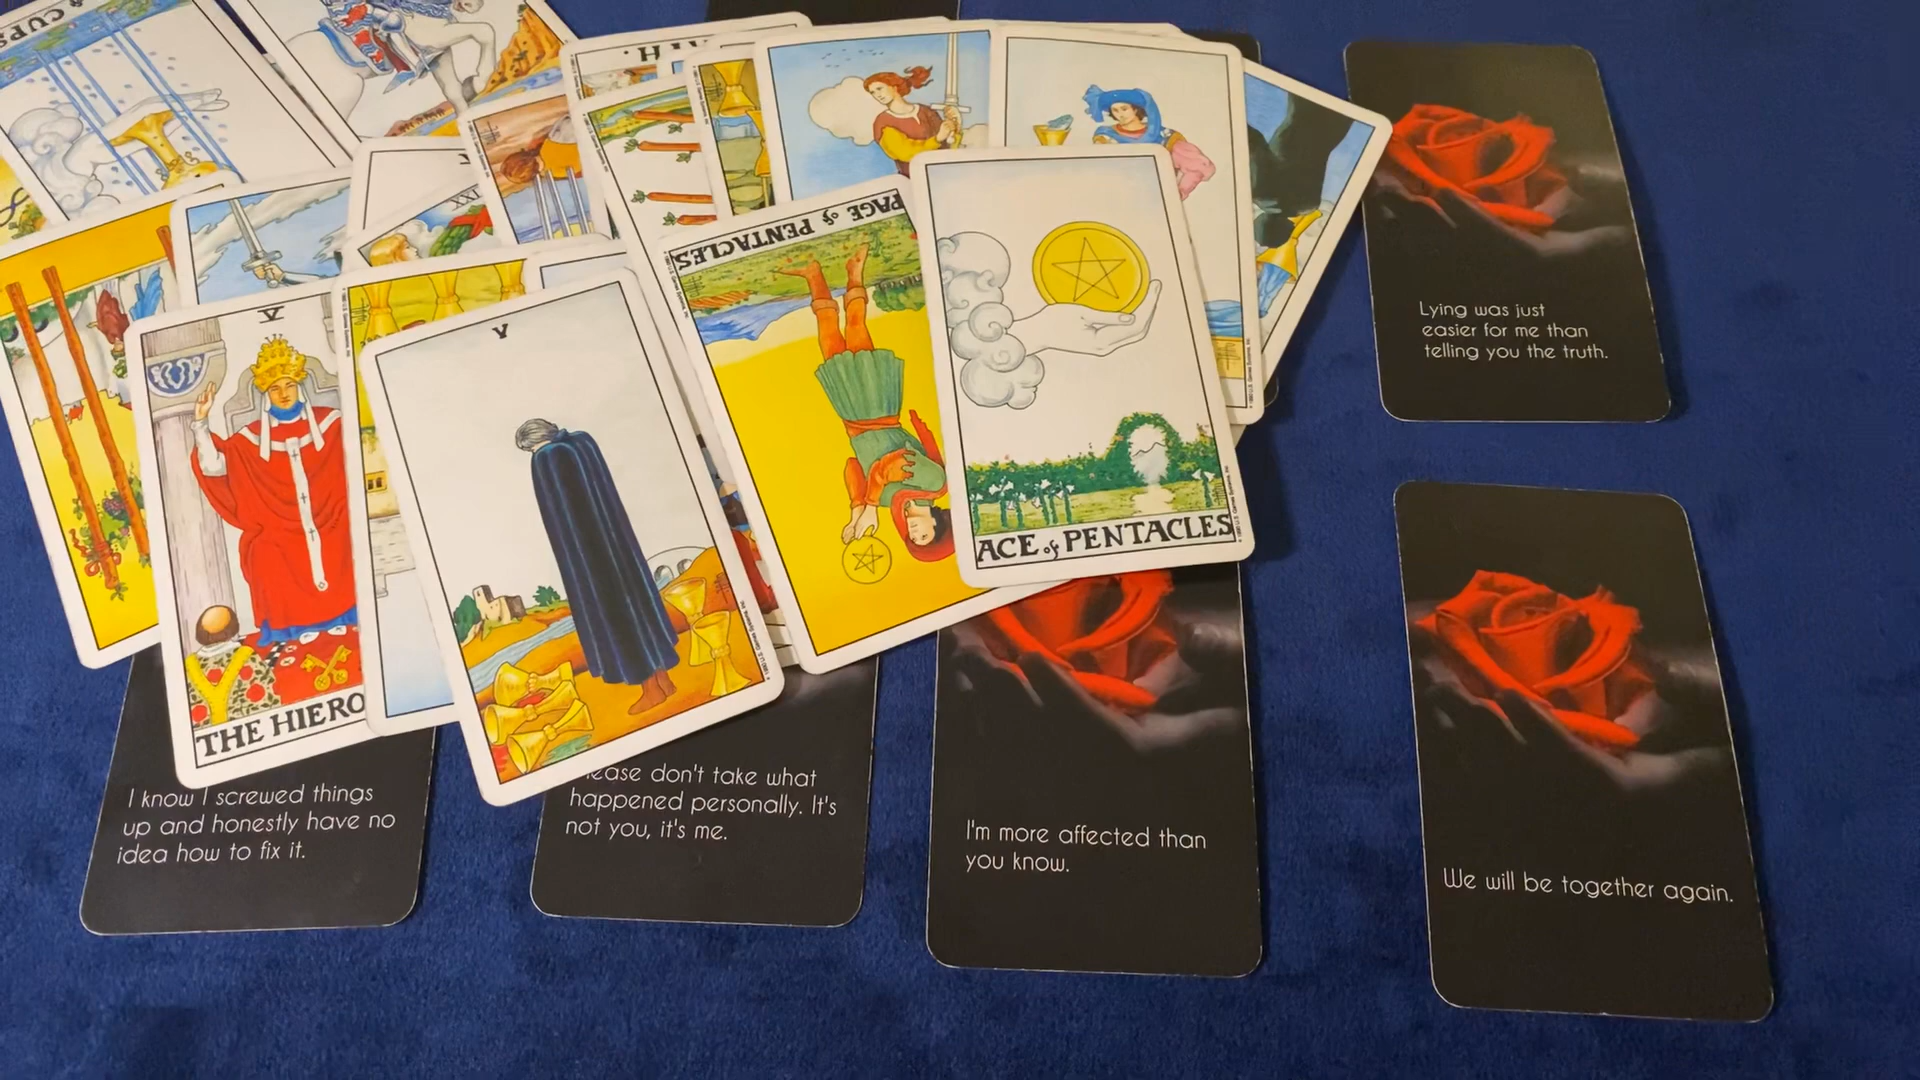 CUPS
PAGE of PENTACLES
V
V
XXI
ACE of PENTACLES
THE HIERO
Lying was just
easier for me than
telling you the truth.
I know I screwed things
up and honestly have no
idea how to fix it.
don't take what
happened personally. It's
not you, it's me.
I'm more affected than
you know.
We will be together again.